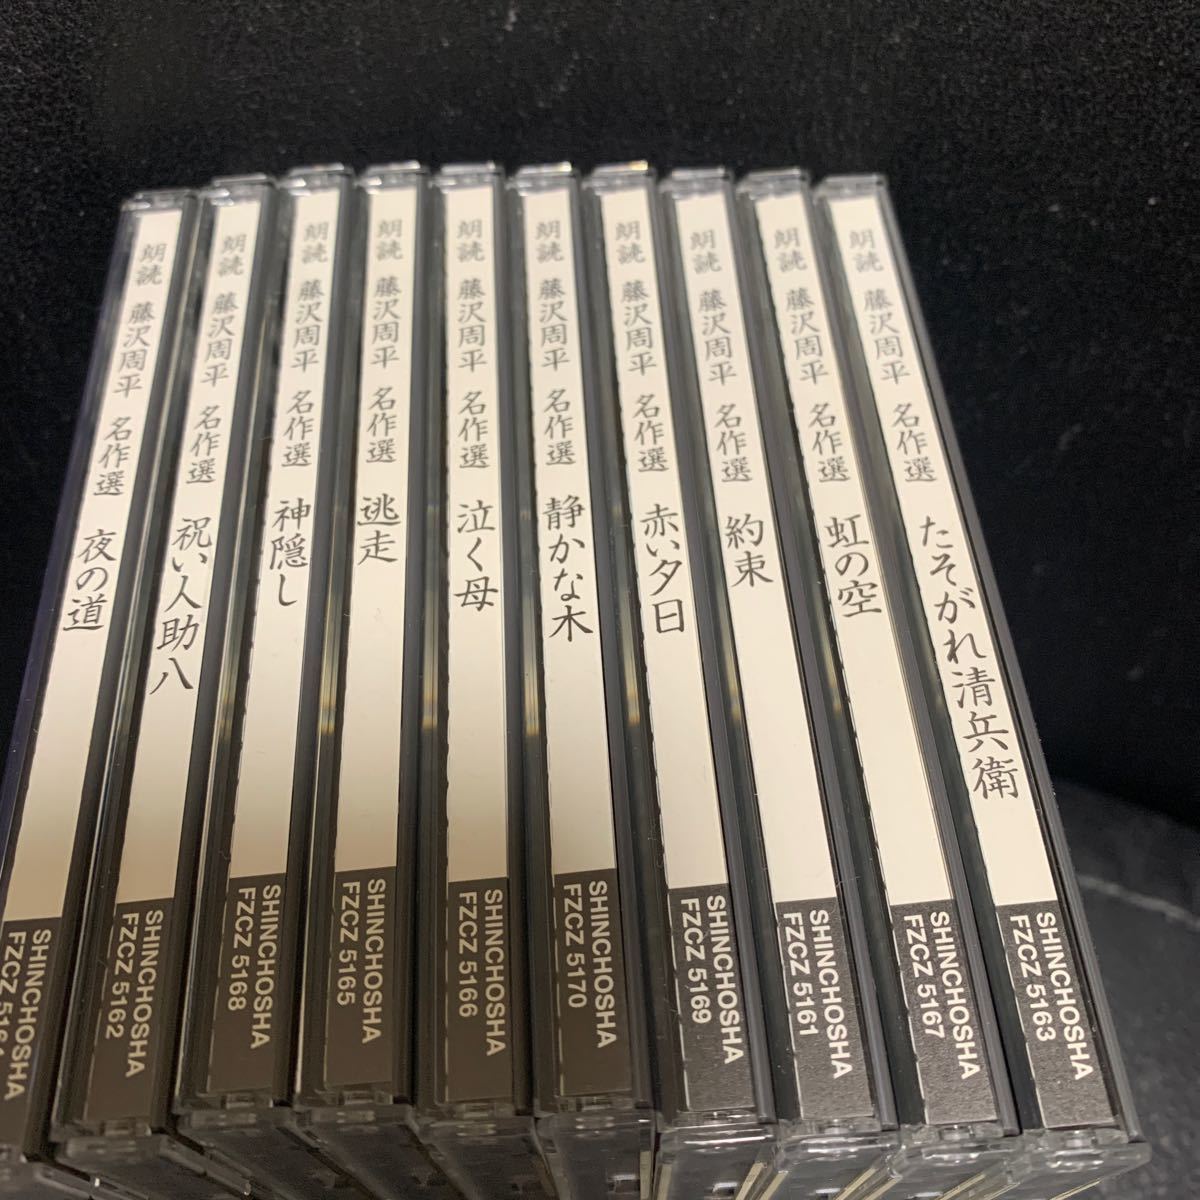 朗読 藤沢周平 名作選 夜の道
SHINCHOSHA
朗読 藤沢周平 名作選 祝い人助八
SHINCHOSHA
FZCZ 5162
朗読 藤沢周平 名作選 神隠し
SHINCHOSHA
FZCZ 5168
朗読 藤沢周平 名作選 逃走
SHINCHOSHA
FZCZ 5165
朗読 藤沢周平 名作選 泣く母
SHINCHOSHA
FZCZ 5166
朗読 藤沢周平 名作選 静かな木
SHINCHOSHA
FZCZ 5170
朗読 藤沢周平 名作選 赤い夕日
SHINCHOSHA
FZCZ 5169
朗読 藤沢周平 名作選 約束
SHINCHOSHA
FZCZ 5161
朗読 藤沢周平 名作選 虹の空
SHINCHOSHA
FZCZ 5167
朗読 藤沢周平 名作選 たそがれ清兵衛
SHINCHOSHA
FZCZ 5163